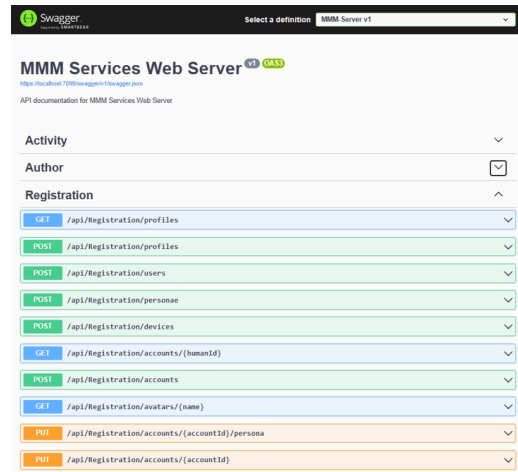 Swagger.
Supported by SMARTBEAR
Select a definition
MMM-Server v1
MMM Services Web Server v1 OAS3
https://localhost:7899/swagger/v1/swagger.json
API documentation for MMM Services Web Server
Activity
Author
Registration
GET /api/Registration/profiles
POST /api/Registration/profiles
POST /api/Registration/users
POST /api/Registration/personae
POST /api/Registration/devices
GET /api/Registration/accounts/{humanId}
POST /api/Registration/accounts
GET /api/Registration/avatars/{name}
PUT /api/Registration/accounts/{accountId}/persona
PUT /api/Registration/accounts/{accountId}